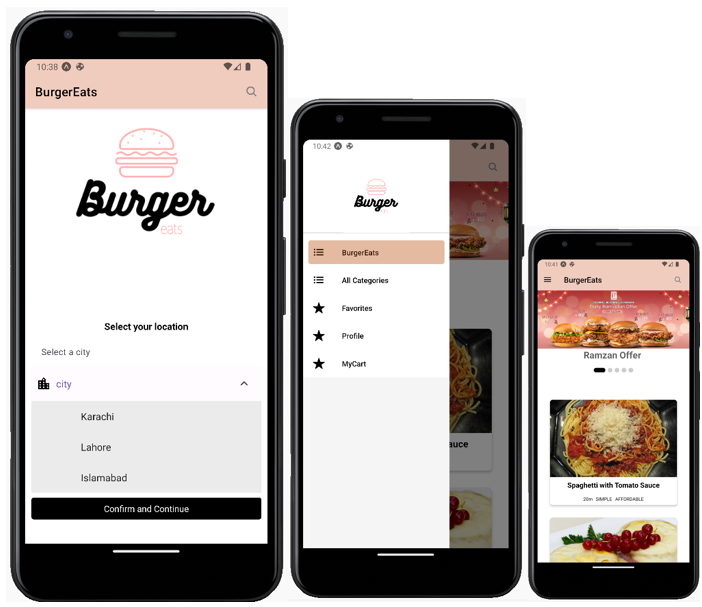 10:38
BurgerEats
Burger
eats
Select your location
Select a city
city
Karachi
Lahore
Islamabad
Confirm and Continue
10:42
Burger
BurgerEats
All Categories
Favorites
Profile
MyCart
auce
10:41
BurgerEats
Ramzan Offer
Spaghetti with Tomato Sauce
20m SIMPLE AFFORDABLE